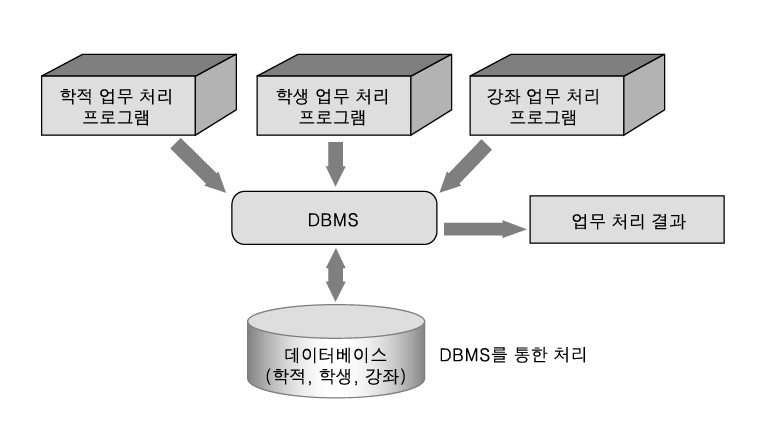 학적 업무 처리
프로그램
학생 업무 처리
프로그램
강좌 업무 처리
프로그램
DBMS
업무 처리 결과
데이터베이스
(학적, 학생, 강좌)
DBMS를 통한 처리